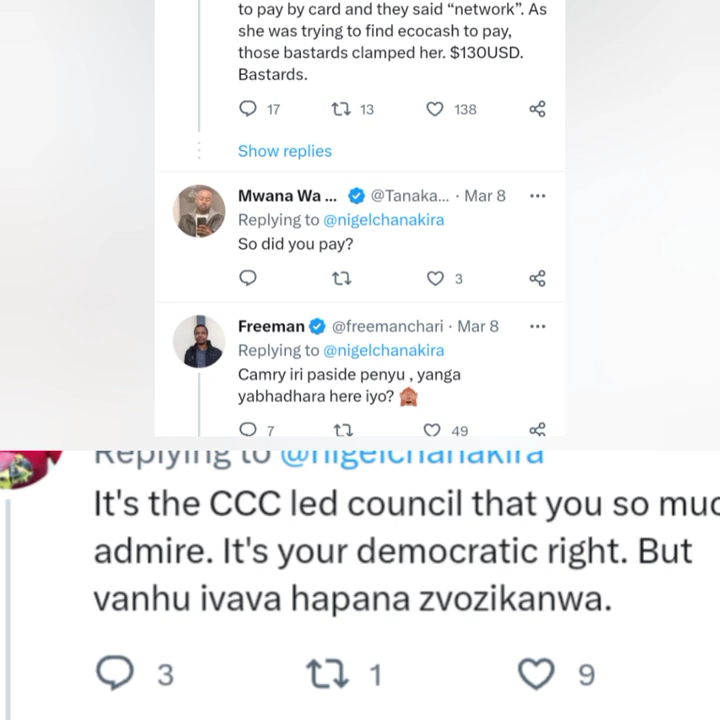 to pay by card and they said “network”. As
she was trying to find ecocash to pay,
those bastards clamped her. $130USD.
Bastards.
17 13 138
Show replies
Mwana Wa ... @Tanaka... · Mar 8
Replying to @nigelchanakira
So did you pay?
3
Freeman @freemanchari · Mar 8
Replying to @nigelchanakira
Camry iri paside penyu , yanga
yabhadhara here iyo?
7 49
Replying to @nigelchanakira
It's the CCC led council that you so muc
admire. It's your democratic right. But
vanhu ivava hapana zvozikanwa.
3 1 9